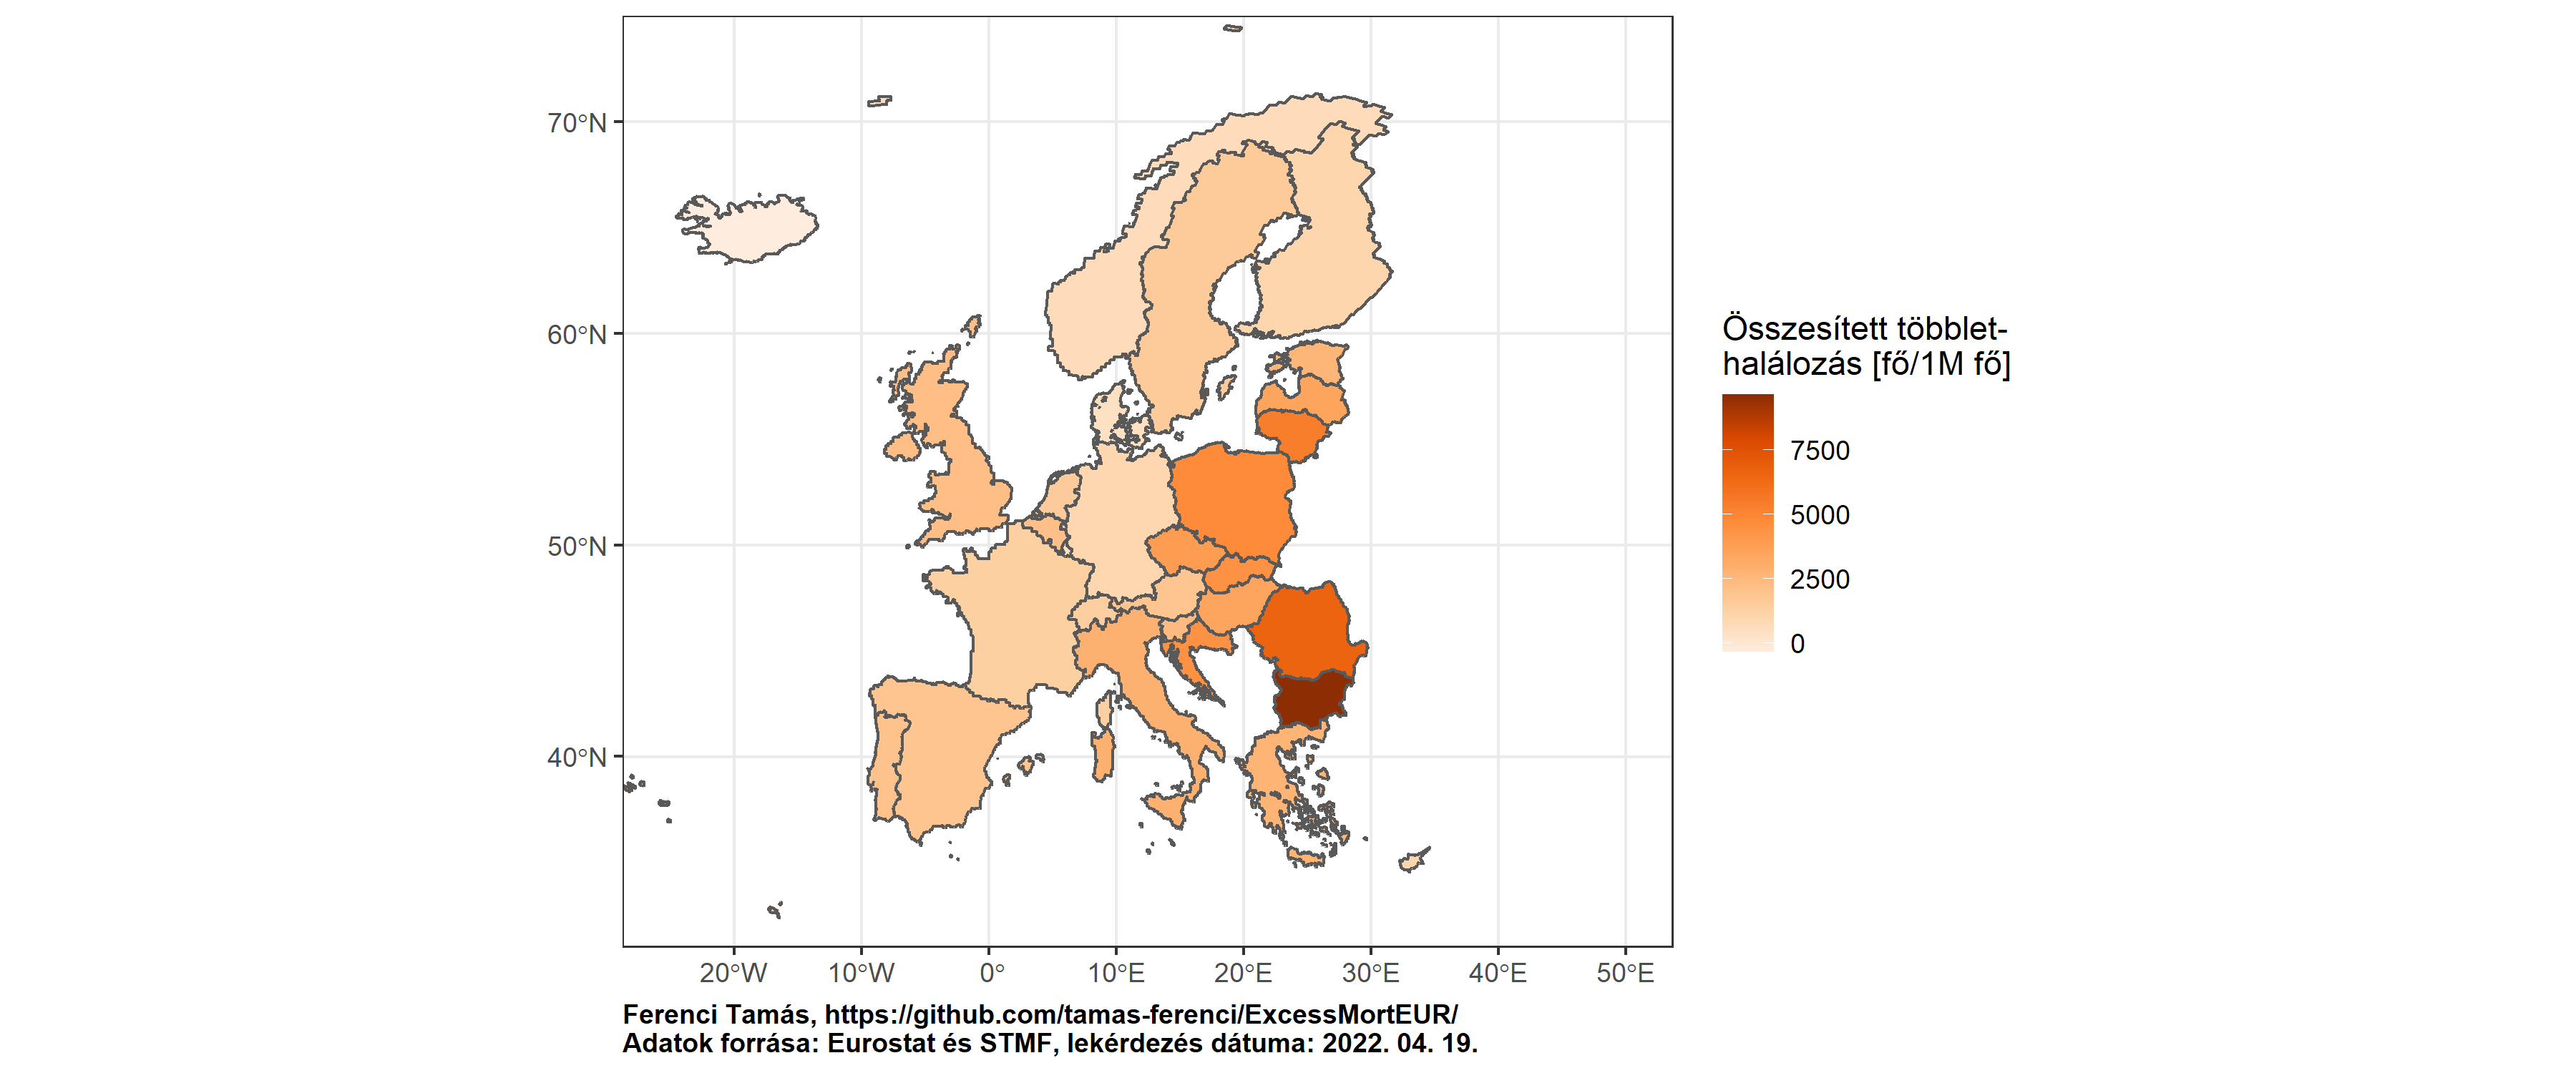 70°N
60°N
50°N
40°N
20°W 10°W 0° 10°E 20°E 30°E 40°E 50°E
Összesített többlet-
halálozás [fő/1M fő]
7500
5000
2500
0
Ferenci Tamás, https://github.com/tamas-ferenci/ExcessMortEUR/
Adatok forrása: Eurostat és STMF, lekérdezés dátuma: 2022. 04. 19.